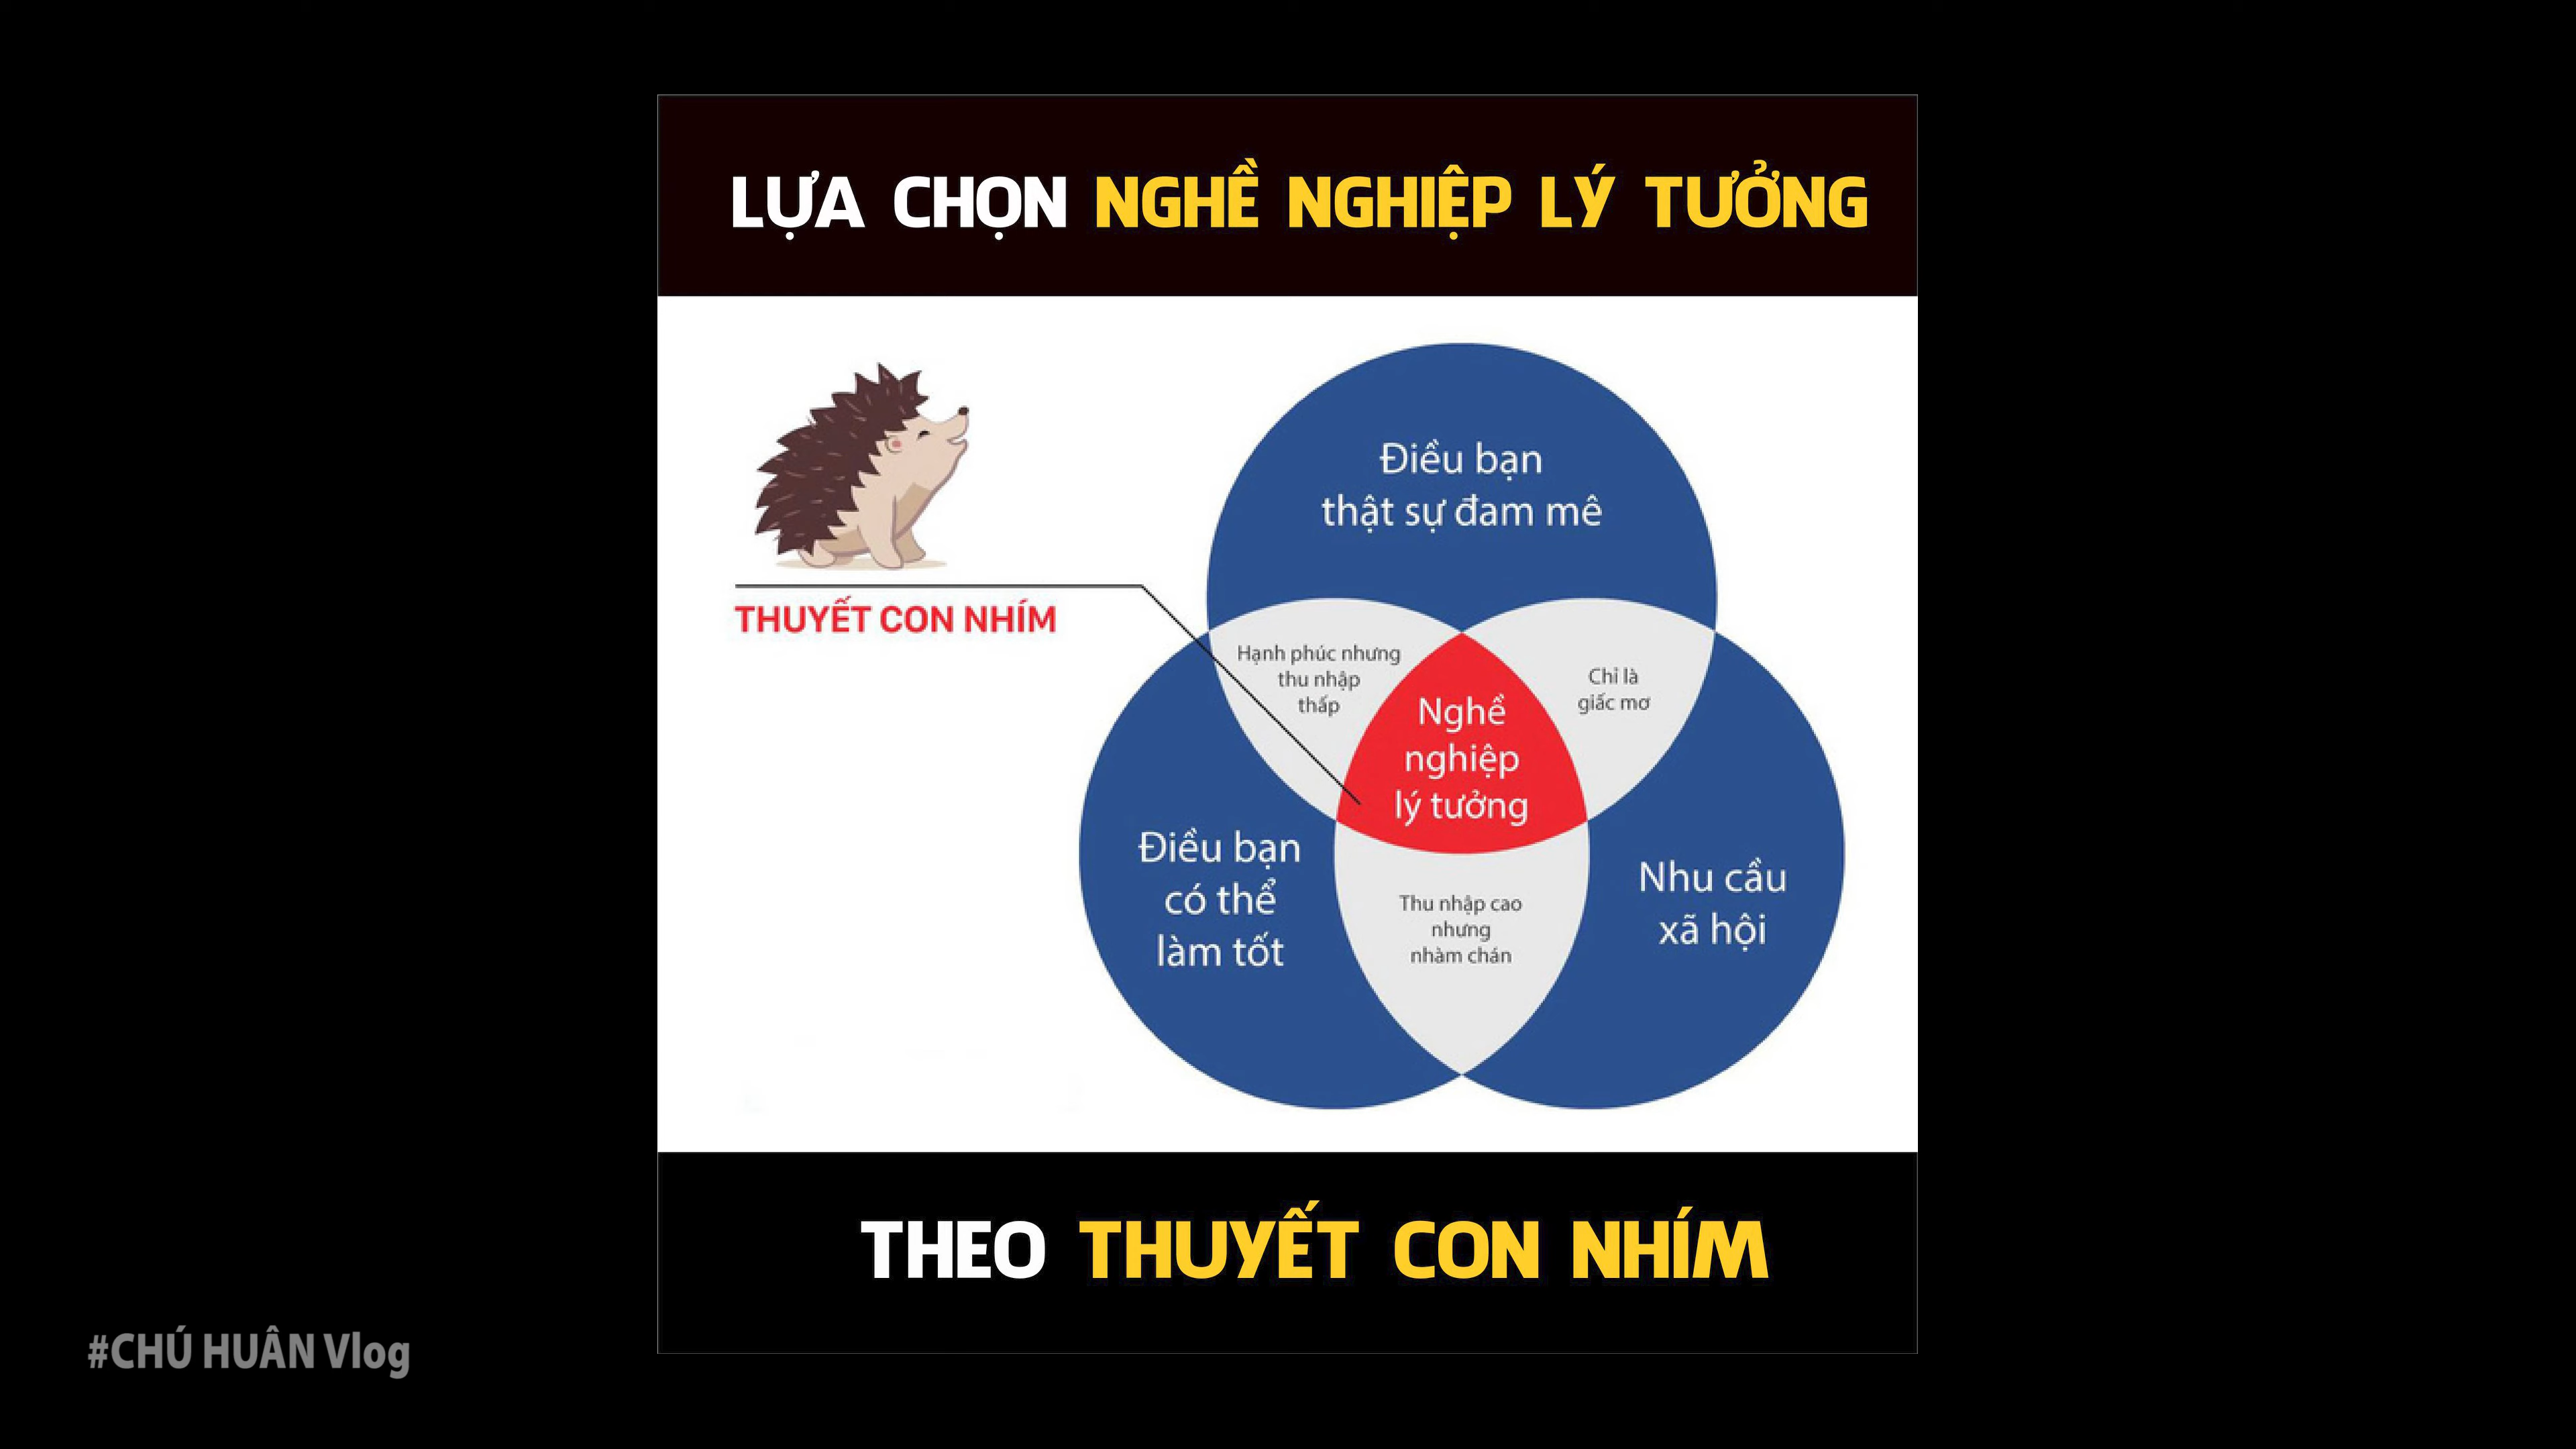 LỰA CHỌN NGHỀ NGHIỆP LÝ TƯỞNG
THUYẾT CON NHÍM
Điều bạn
thật sự đam mê
Hạnh phúc nhưng
thu nhập
thấp
Chỉ là
giấc mơ
Nghề
nghiệp
lý tưởng
Điều bạn
có thể
làm tốt
Nhu cầu
xã hội
Thu nhập cao
nhưng
nhàm chán
THEO THUYẾT CON NHÍM
#CHÚ HUÂN Vlog